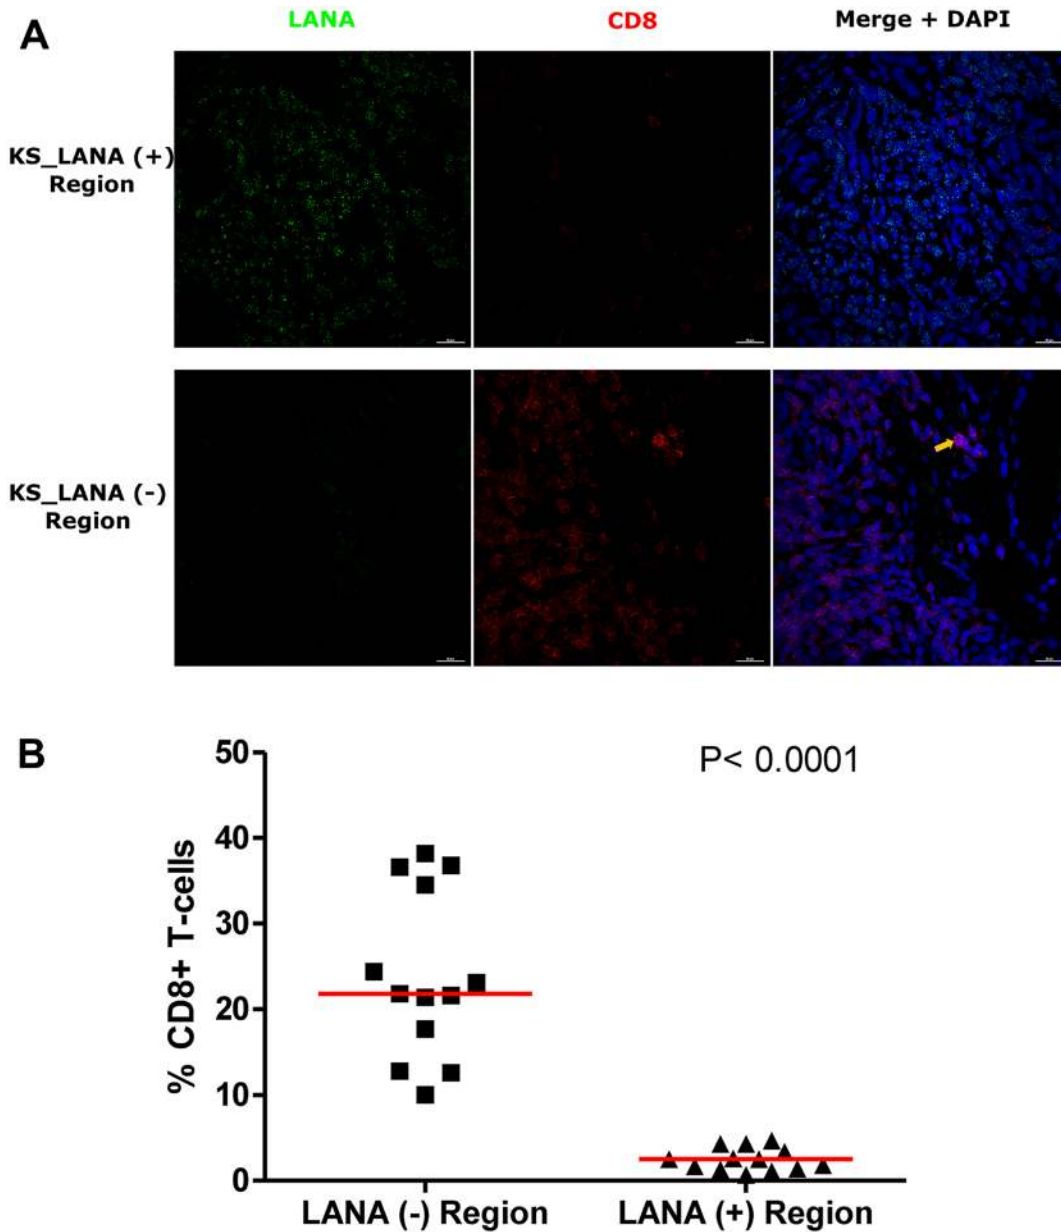 A
LANA
CD8
Merge + DAPI
KS_LANA (+)
Region
KS_LANA (-)
Region
B
P< 0.0001
% CD8+ T-cells
50
40
30
20
10
0
LANA (-) Region
LANA (+) Region